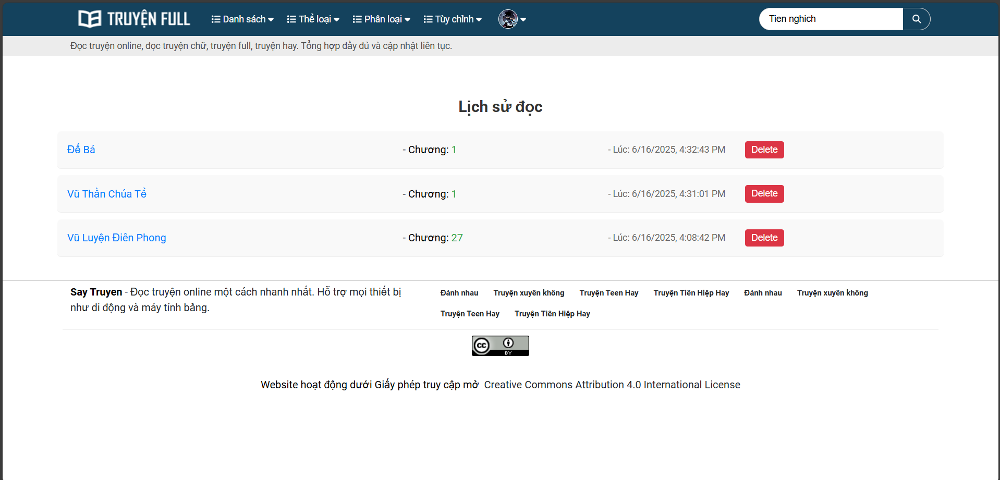 TRUYỆN FULL Danh sách Thể loại Phân loại Tùy chỉnh Tien nghich
Đọc truyện online, đọc truyện chữ, truyện full, truyện hay. Tổng hợp đầy đủ và cập nhật liên tục.
Lịch sử đọc
Đế Bá - Chương: 1 - Lúc: 6/16/2025, 4:32:43 PM Delete
Vũ Thần Chúa Tể - Chương: 1 - Lúc: 6/16/2025, 4:31:01 PM Delete
Vũ Luyện Điên Phong - Chương: 27 - Lúc: 6/16/2025, 4:08:42 PM Delete
Say Truyen - Đọc truyện online một cách nhanh nhất. Hỗ trợ mọi thiết bị
như di động và máy tính bảng.
Đánh nhau Truyện xuyên không Truyện Teen Hay Truyện Tiên Hiệp Hay Đánh nhau Truyện xuyên không
Truyện Teen Hay Truyện Tiên Hiệp Hay
cc BY
Website hoạt động dưới Giấy phép truy cập mở Creative Commons Attribution 4.0 International License